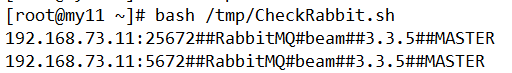 [root@my11 ~]# bash /tmp/CheckRabbit.sh
192.168.73.11:25672##RabbitMQ#beam##3.3.5##MASTER
192.168.73.11:5672##RabbitMQ#beam##3.3.5##MASTER